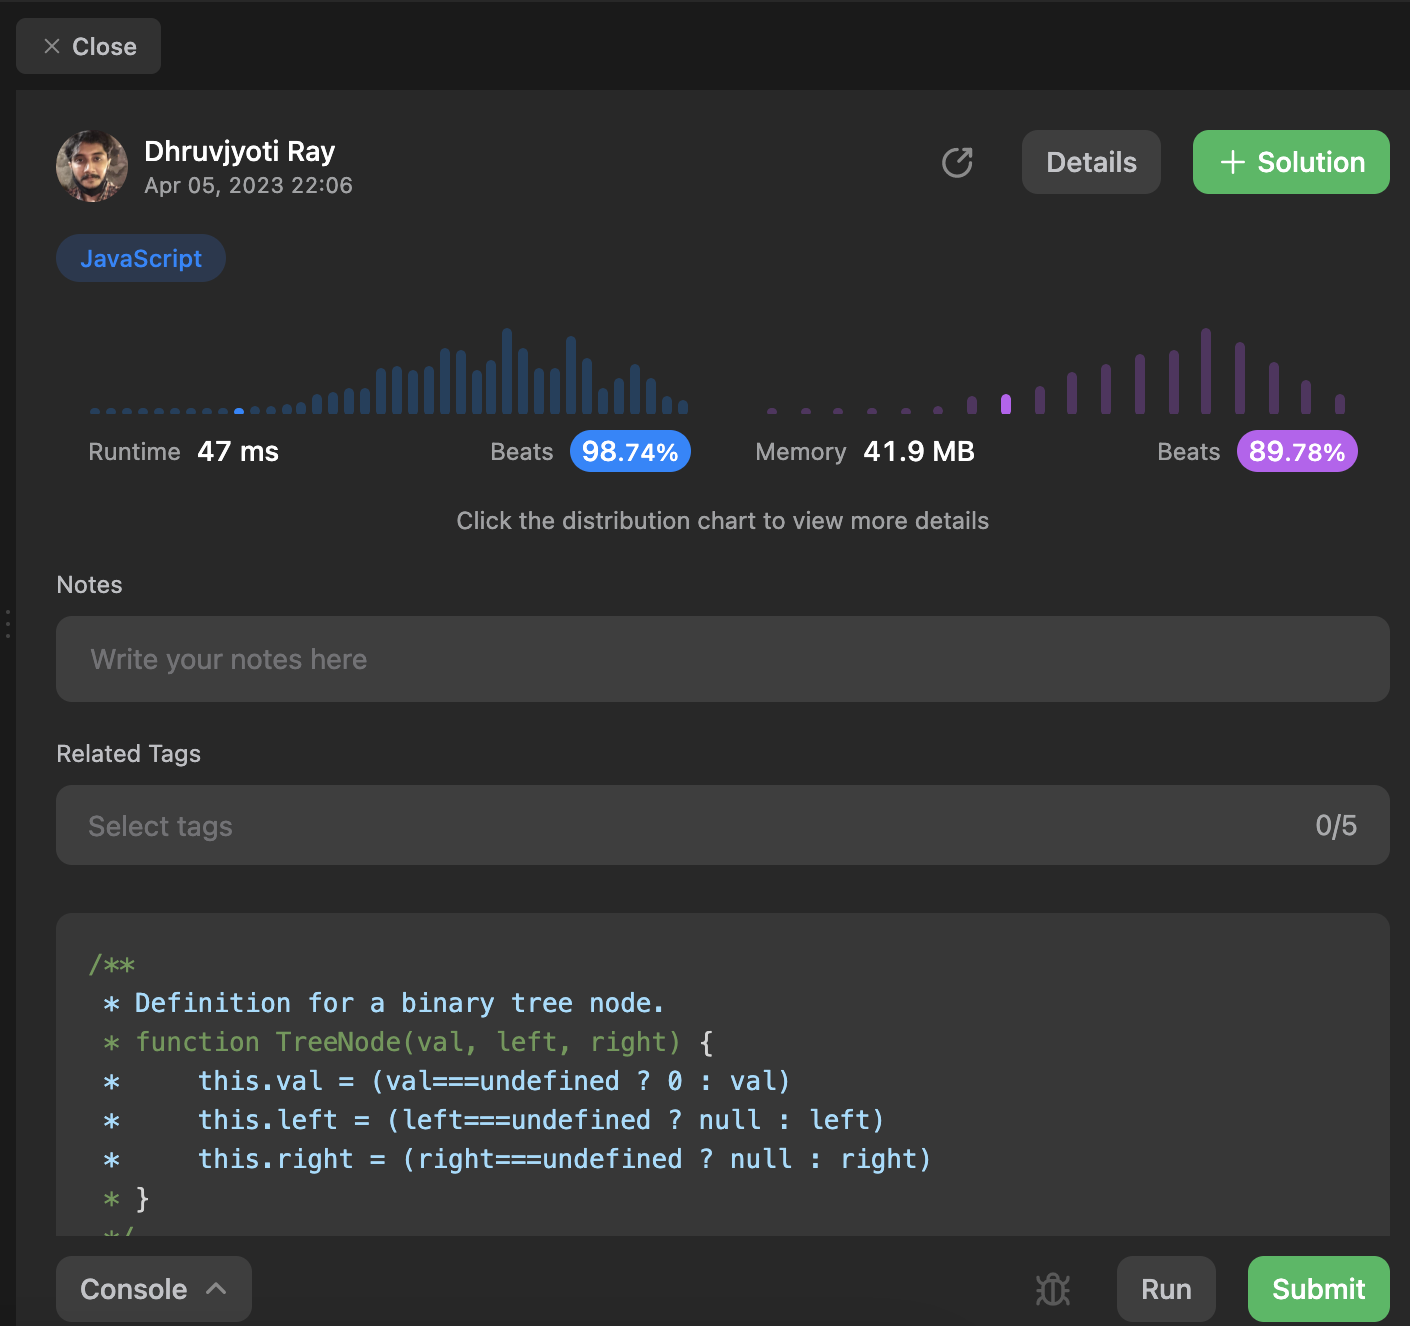 Close
Dhruvjyoti Ray
Apr 05, 2023 22:06
Details
+ Solution
JavaScript
Runtime 47 ms Beats 98.74%
Memory 41.9 MB Beats 89.78%
Click the distribution chart to view more details
Notes
Write your notes here
Related Tags
Select tags 0/5
/**
 * Definition for a binary tree node.
 * function TreeNode(val, left, right) {
 *     this.val = (val===undefined ? 0 : val)
 *     this.left = (left===undefined ? null : left)
 *     this.right = (right===undefined ? null : right)
 * }
 */
Console
Run
Submit